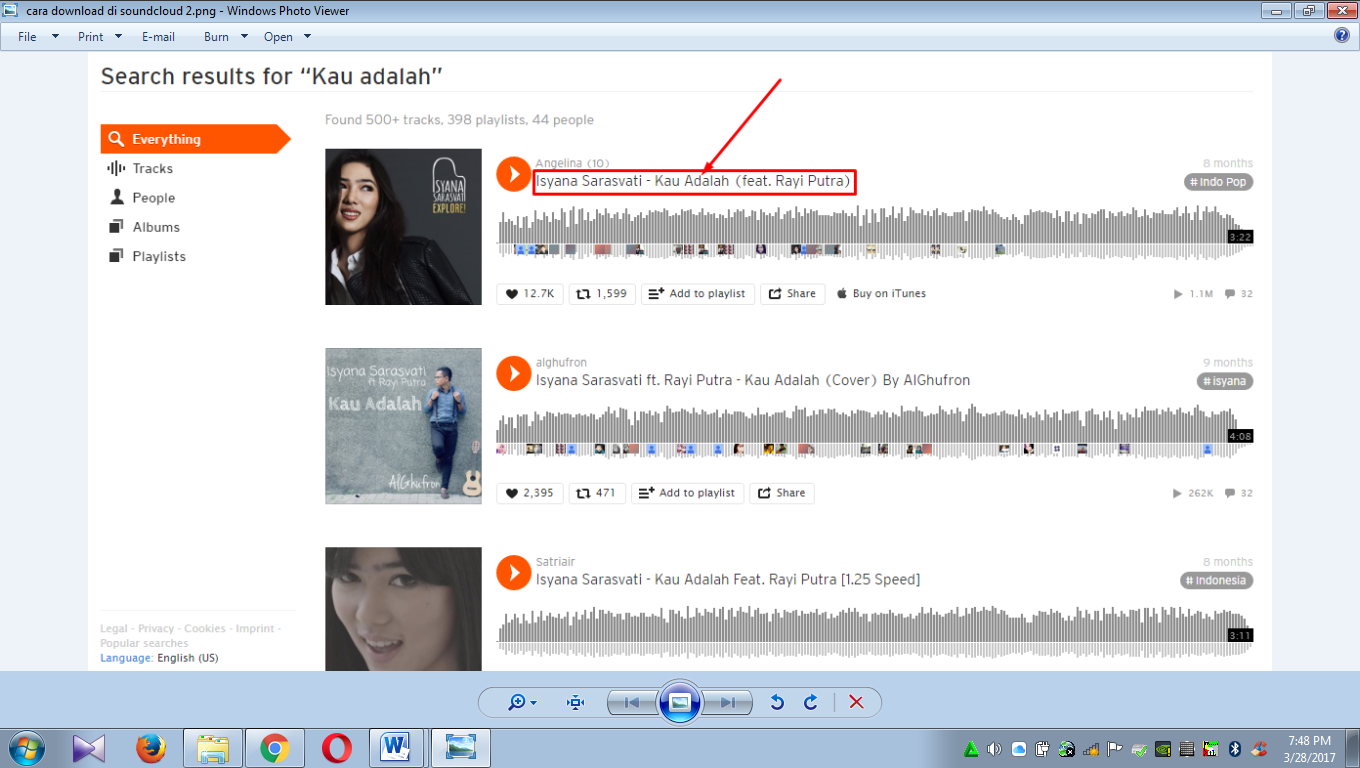 cara download di soundcloud 2.png - Windows Photo Viewer
File Print E-mail Burn Open
Search results for “Kau adalah”
Found 500+ tracks, 398 playlists, 44 people
Everything
Tracks
People
Albums
Playlists
ISYANA
SARASVATI
EXPLORE!
Angelina (10) 8 months
Isyana Sarasvati - Kau Adalah (feat. Rayi Putra) # Indo Pop
3:22
12.7K 1,599 Add to playlist Share Buy on iTunes 1.1M 32
Isyana Sarasvati
ft Rayi Putra
Kau Adalah
AlGhufron
alghufron 9 months
Isyana Sarasvati ft. Rayi Putra - Kau Adalah (Cover) By AlGhufron # isyana
4:08
2,395 471 Add to playlist Share 262K 32
Satriair 8 months
Isyana Sarasvati - Kau Adalah Feat. Rayi Putra [1.25 Speed] # Indonesia
3:11
Legal - Privacy - Cookies - Imprint -
Popular searches
Language: English (US)
7:48 PM
3/28/2017